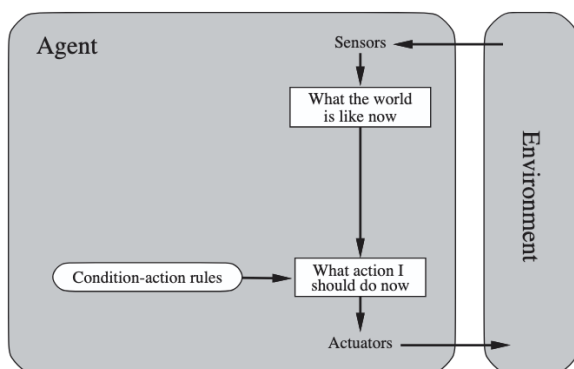 Agent
Sensors
What the world
is like now
Condition-action rules
What action I
should do now
Actuators
Environment